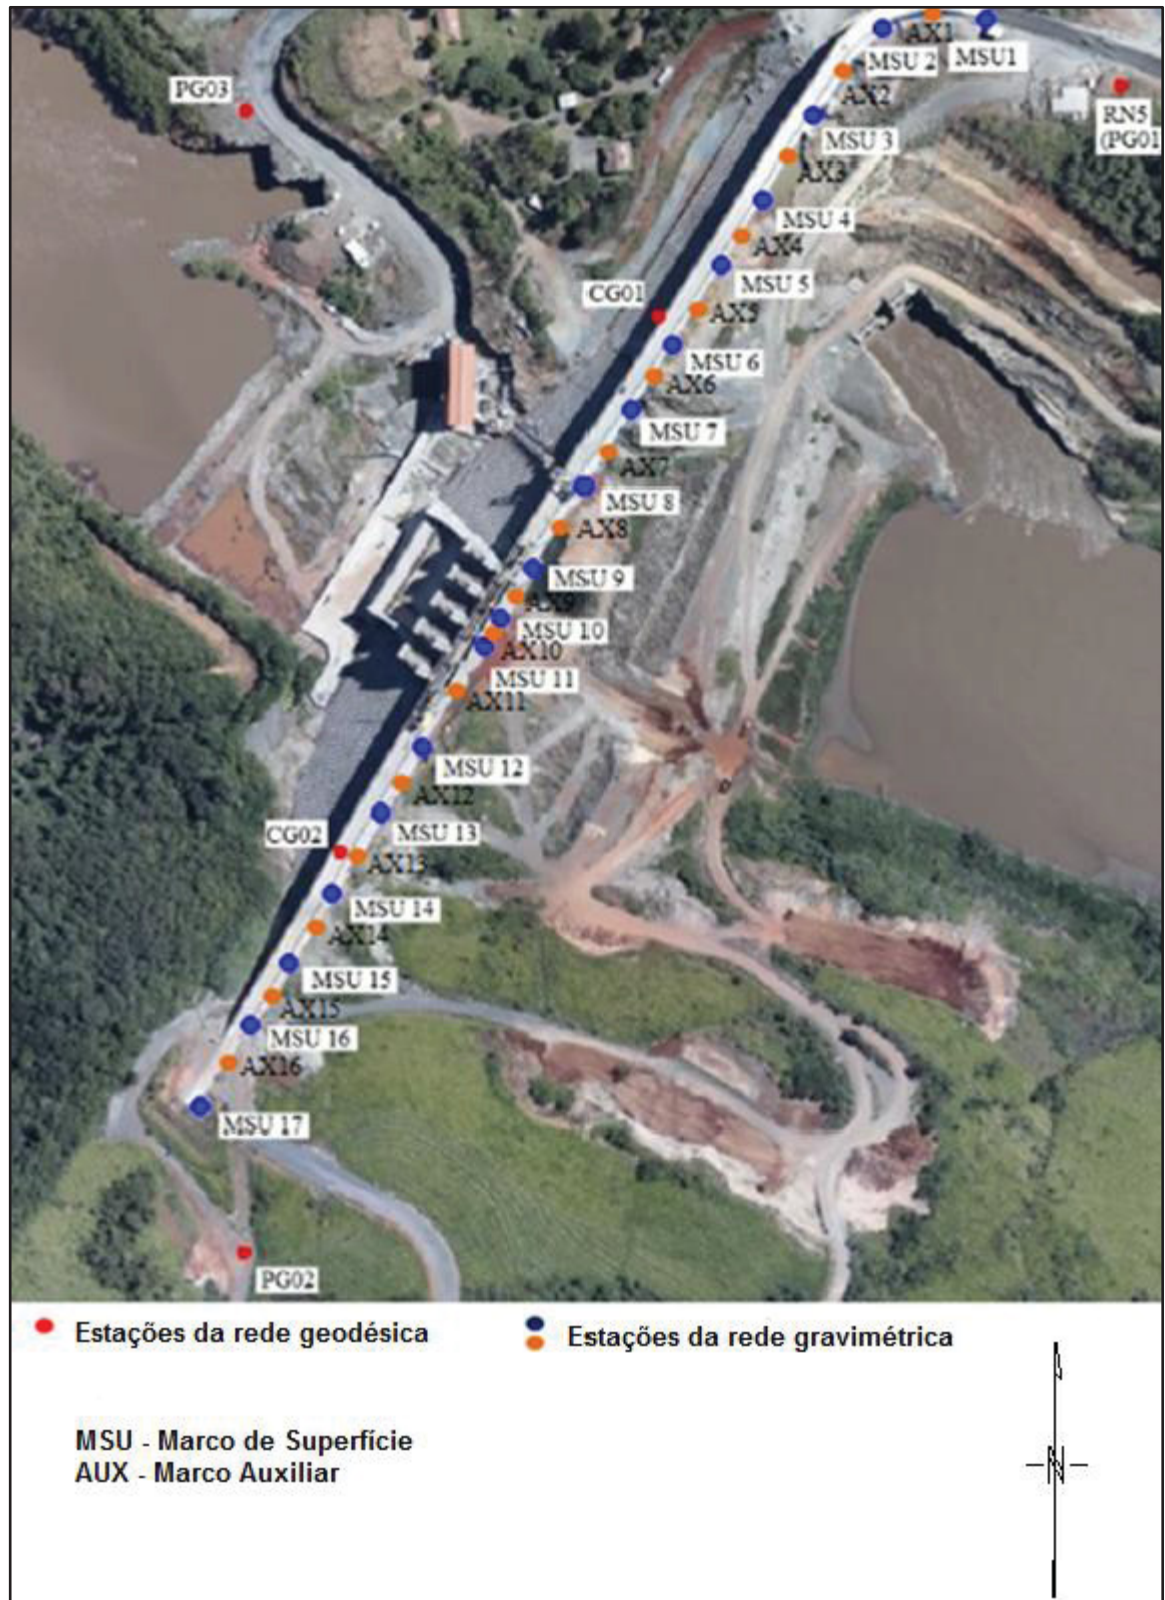 AX1
MSU1
MSU 2
AX2
PG03
RN5
(PG01
MSU 3
AX3
MSU 4
AX4
MSU 5
CG01
AX5
MSU 6
AX6
MSU 7
AX7
MSU 8
AX8
MSU 9
AX9
MSU 10
AX10
MSU 11
AX11
MSU 12
AX12
MSU 13
CG02
AX13
MSU 14
AX14
MSU 15
AX15
MSU 16
AX16
MSU 17
PG02
Estações da rede geodésica
Estações da rede gravimétrica
MSU - Marco de Superfície
AUX - Marco Auxiliar
N